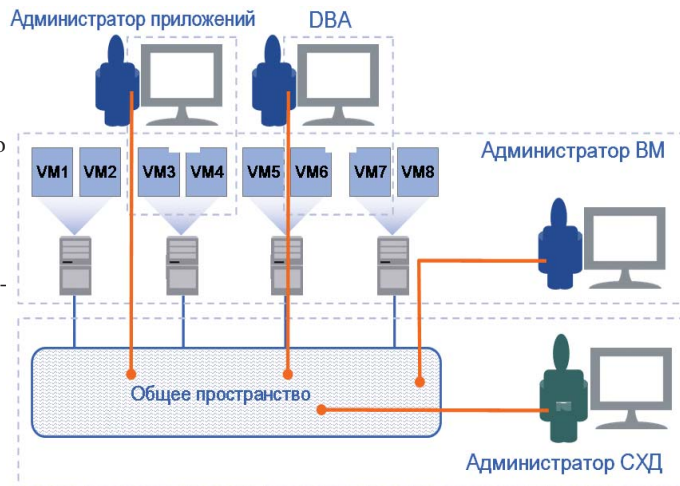 Администратор приложений
DBA
о
Администратор ВМ
VM1 VM2 VM3 VM4 VM5 VM6 VM7 VM8
-
Общее пространство
Администратор СХД